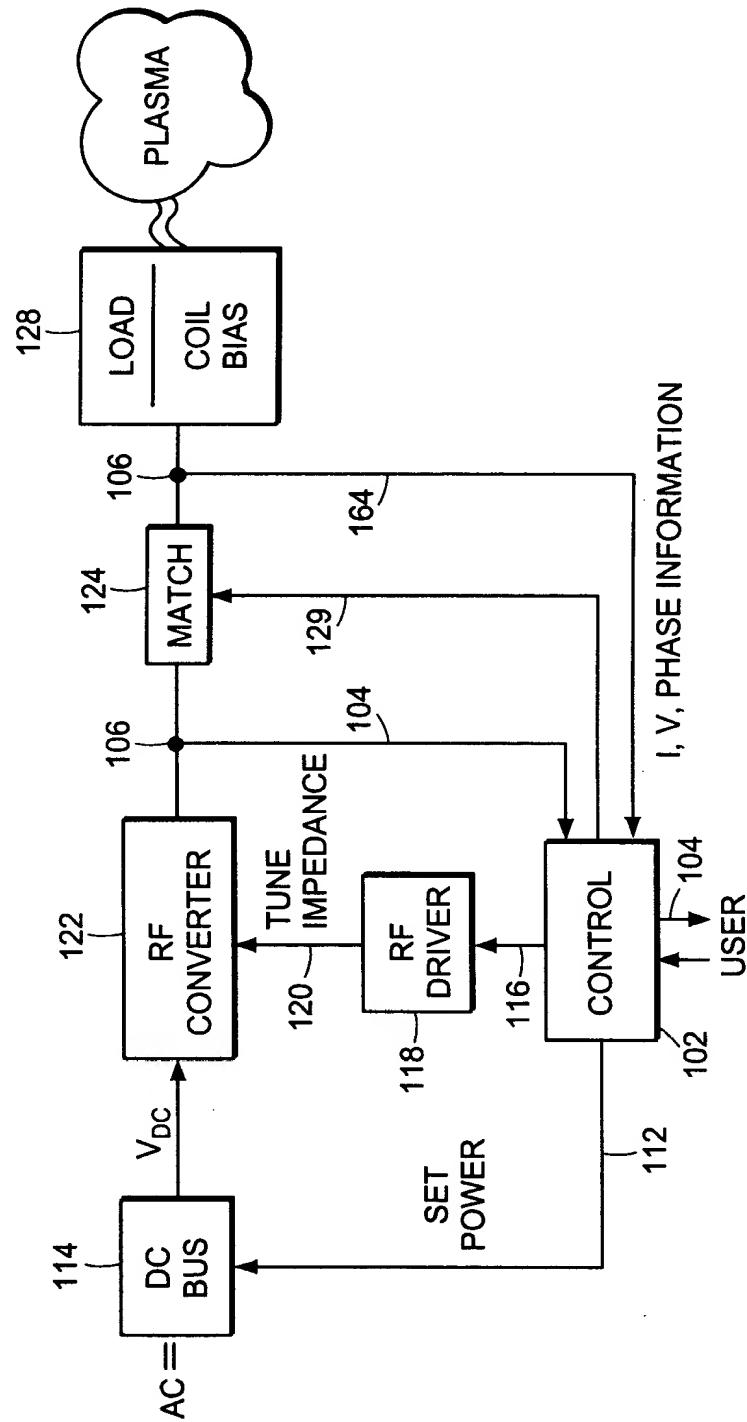 AC
114
DC
BUS
V_DC
122
RF
CONVERTER
106
124
MATCH
106
128
LOAD
COIL
BIAS
PLASMA
SET
POWER
112
TUNE
IMPEDANCE
120
118
RF
DRIVER
116
104
129
164
I, V, PHASE INFORMATION
CONTROL
102
104
USER